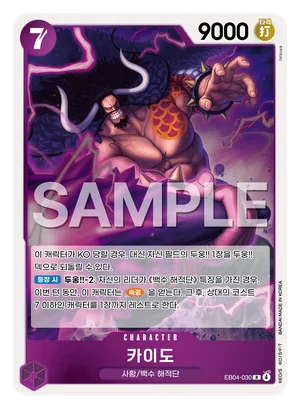 7
9000
타격
打
SAMPLE
이 캐릭터가 KO 당할 경우, 대신 자신 필드의 두웅!! 1장을 두웅!!
덱으로 되돌릴 수 있다.
등장 시 두웅!!-2: 자신의 리더가 《백수 해적단》 특징을 가진 경우,
이번 턴 동안, 이 캐릭터는 속공 을 얻는다. 그 후, 상대의 코스트
7 이하인 캐릭터를 1장까지 레스트로 한다.
CHARACTER
카이도
사황/백수 해적단
EB04-030 R
BANDAI MADE IN KOREA